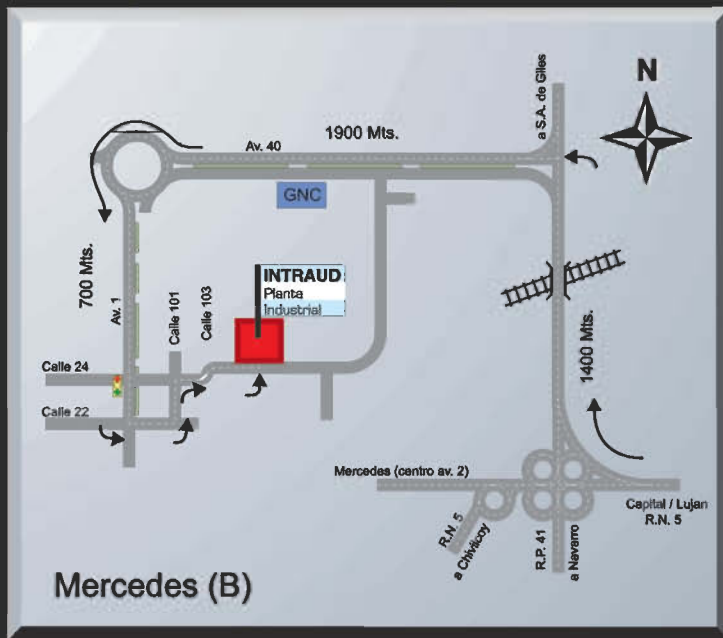 N
a S.A. de Giles
1900 Mts.
Av. 40
GNC
700 Mts.
Av. 1
Calle 101
Calle 103
INTRAUD
Planta
Industrial
Calle 24
Calle 22
1400 Mts.
Mercedes (centro av. 2)
Capital / Lujan
R.N. 5
R.N. 5
a Chivilcoy
R.P. 41
a Navarro
Mercedes (B)